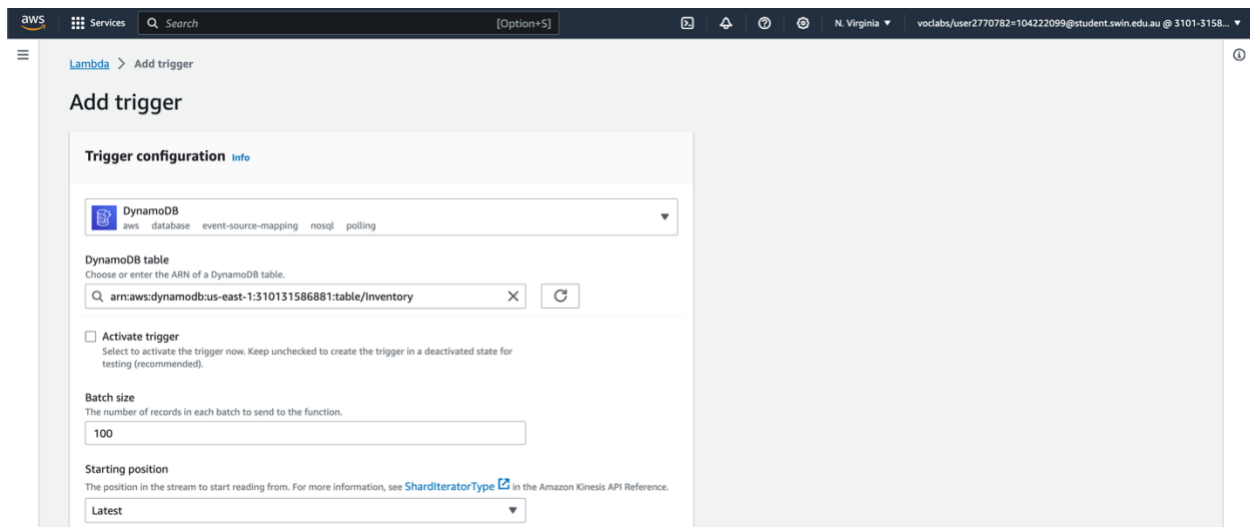 aws Services Search [Option+S] N. Virginia ▼ voclabs/user2770782=104222099@student.swin.edu.au @ 3101-3158... ▼
Lambda > Add trigger
Add trigger
Trigger configuration Info
DynamoDB
aws database event-source-mapping nosql polling
DynamoDB table
Choose or enter the ARN of a DynamoDB table.
arn:aws:dynamodb:us-east-1:310131586881:table/Inventory
Activate trigger
Select to activate the trigger now. Keep unchecked to create the trigger in a deactivated state for
testing (recommended).
Batch size
The number of records in each batch to send to the function.
100
Starting position
The position in the stream to start reading from. For more information, see ShardIteratorType in the Amazon Kinesis API Reference.
Latest